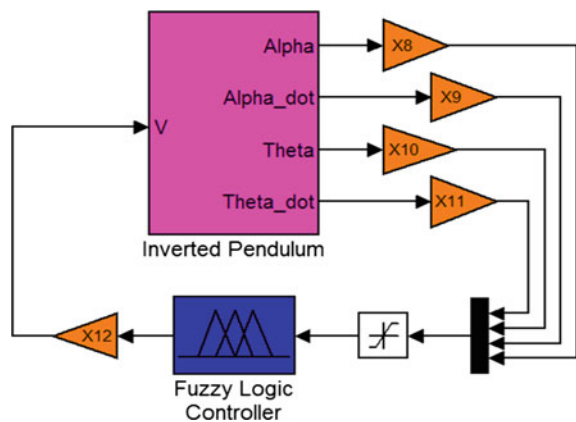 Alpha
X8
Alpha_dot
X9
V
Theta
X10
Theta_dot
X11
Inverted Pendulum
X12
Fuzzy Logic
Controller